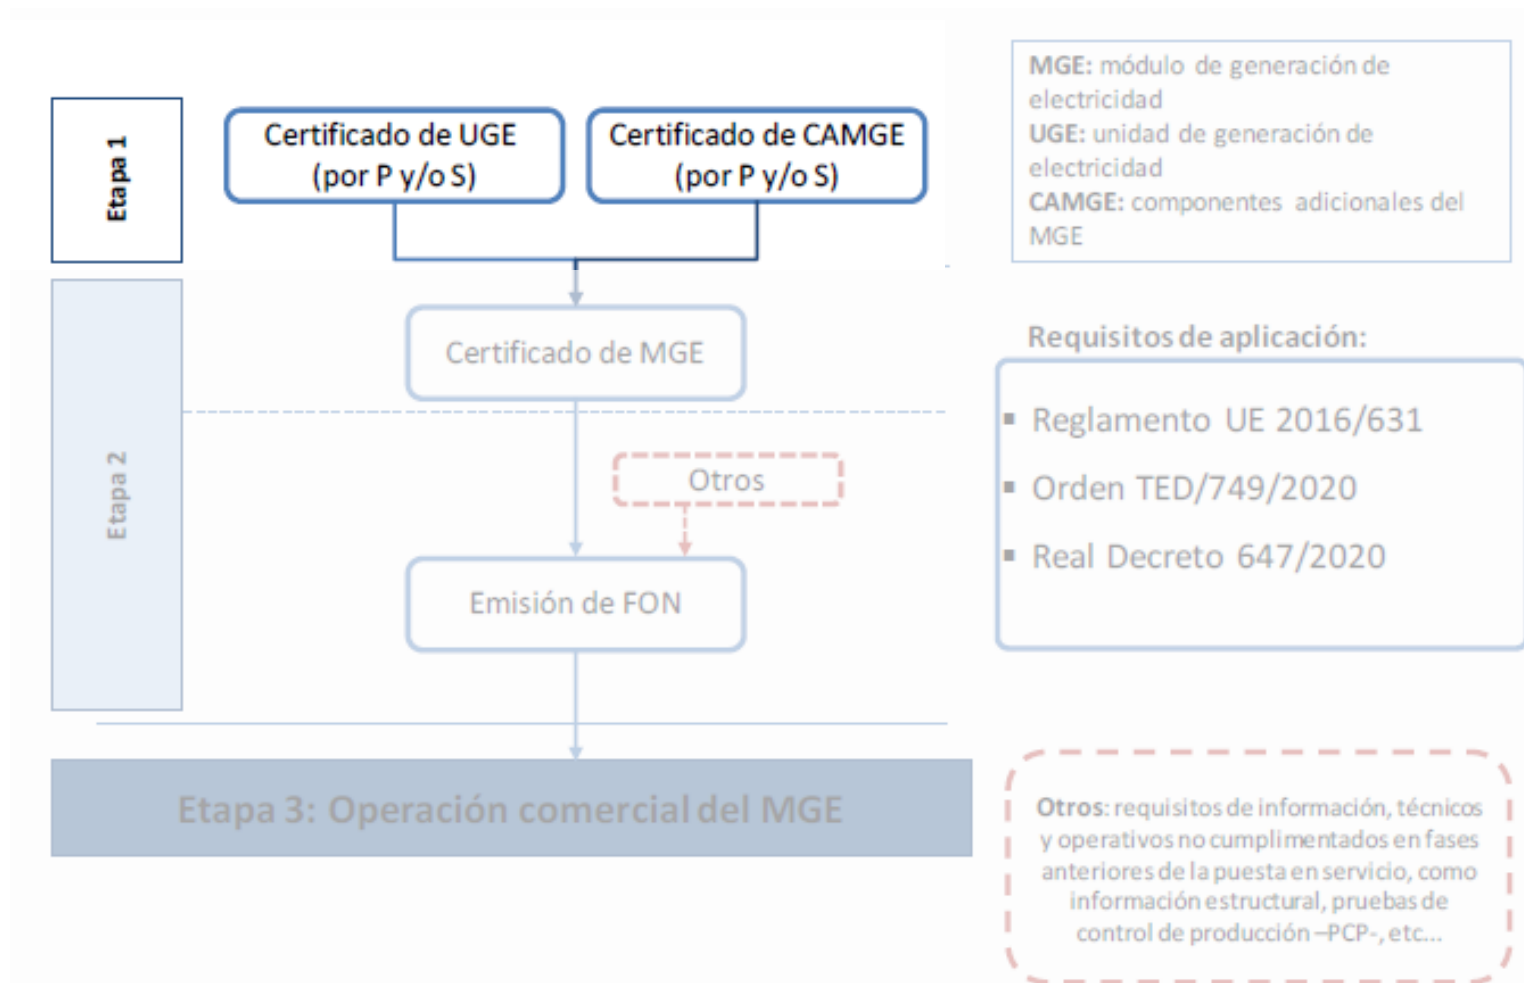 Etapa 1
Certificado de UGE
(por P y/o S)
Certificado de CAMGE
(por P y/o S)
MGE: módulo de generación de
electricidad
UGE: unidad de generación de
electricidad
CAMGE: componentes adicionales del
MGE
Etapa 2
Certificado de MGE
Otros
Emisión de FON
Requisitos de aplicación:
▪ Reglamento UE 2016/631
▪ Orden TED/749/2020
▪ Real Decreto 647/2020
Etapa 3: Operación comercial del MGE
Otros: requisitos de información, técnicos
y operativos no cumplimentados en fases
anteriores de la puesta en servicio, como
información estructural, pruebas de
control de producción –PCP-, etc...